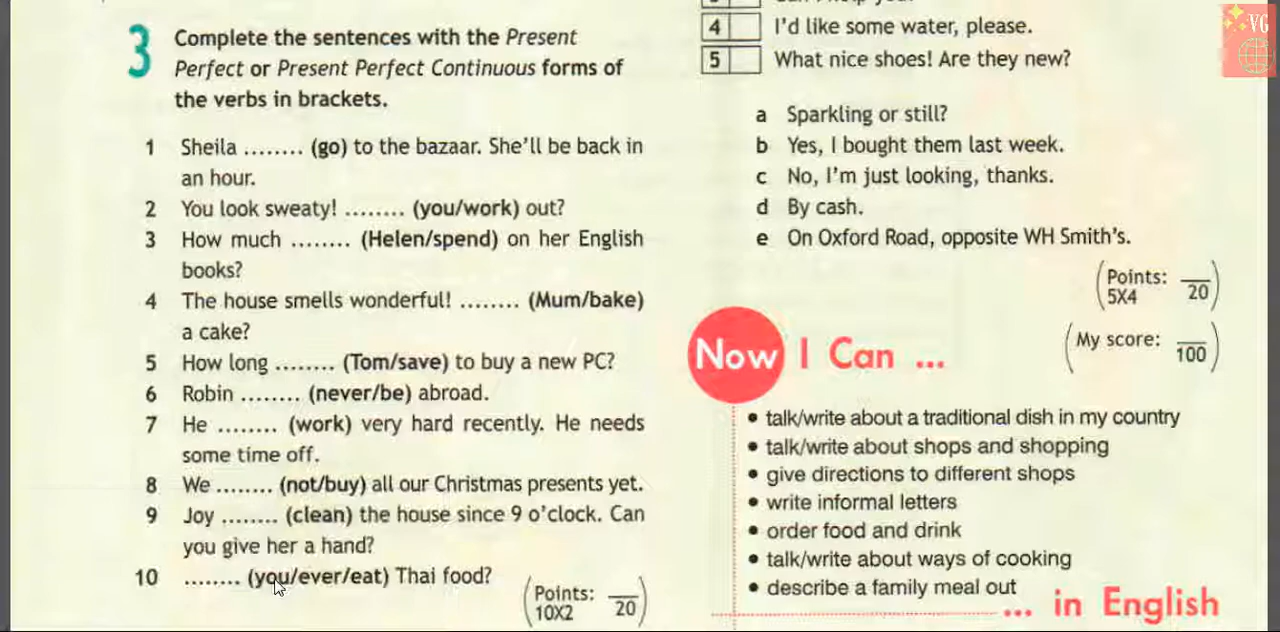 3
Complete the sentences with the Present
Perfect or Present Perfect Continuous forms of
the verbs in brackets.
1 Sheila ........ (go) to the bazaar. She'll be back in
an hour.
2 You look sweaty! ........ (you/work) out?
3 How much ........ (Helen/spend) on her English
books?
4 The house smells wonderful! ........ (Mum/bake)
a cake?
5 How long ........ (Tom/save) to buy a new PC?
6 Robin ........ (never/be) abroad.
7 He ........ (work) very hard recently. He needs
some time off.
8 We ........ (not/buy) all our Christmas presents yet.
9 Joy ........ (clean) the house since 9 o'clock. Can
you give her a hand?
10 ........ (you/ever/eat) Thai food?
(Points: __
10X2 20)
4 I'd like some water, please.
5 What nice shoes! Are they new?
a Sparkling or still?
b Yes, I bought them last week.
c No, I'm just looking, thanks.
d By cash.
e On Oxford Road, opposite WH Smith's.
(Points: __
5X4 20)
(My score: __
100)
Now I Can ...
• talk/write about a traditional dish in my country
• talk/write about shops and shopping
• give directions to different shops
• write informal letters
• order food and drink
• talk/write about ways of cooking
• describe a family meal out
... in English
VG